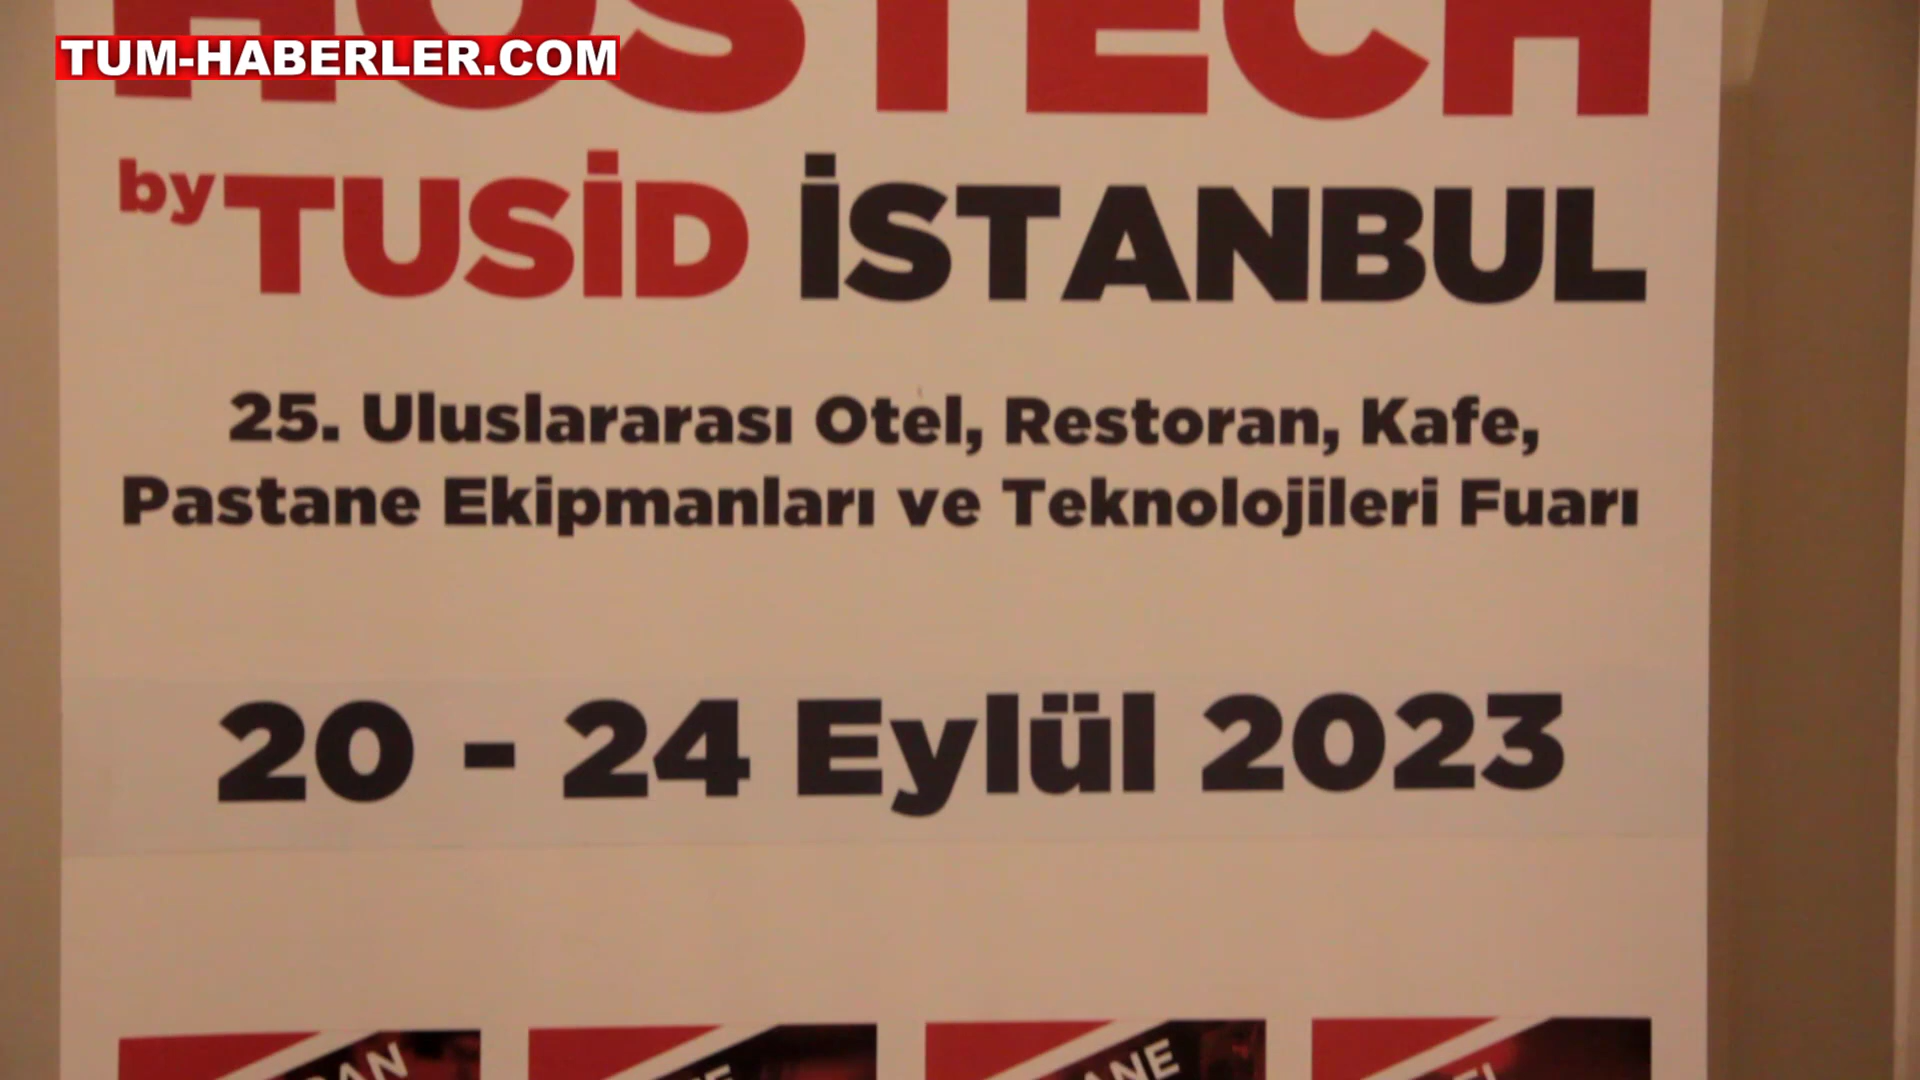 TUM-HABERLER.COM
HOSTECH
by TUSİD İSTANBUL
25. Uluslararası Otel, Restoran, Kafe,
Pastane Ekipmanları ve Teknolojileri Fuarı
20 - 24 Eylül 2023